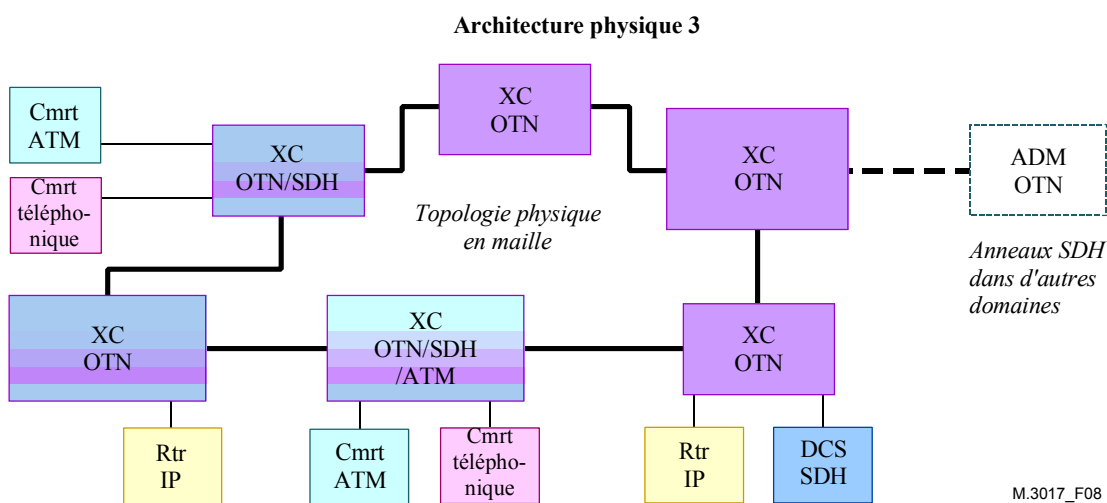 Architecture physique 3
Cmrt
ATM
Cmrt
télépho-
nique
XC
OTN/SDH
XC
OTN
XC
OTN
ADM
OTN
Topologie physique
en maille
Anneaux SDH
dans d'autres
domaines
XC
OTN
XC
OTN/SDH
/ATM
XC
OTN
Rtr
IP
Cmrt
ATM
Cmrt
télépho-
nique
Rtr
IP
DCS
SDH
M.3017_F08